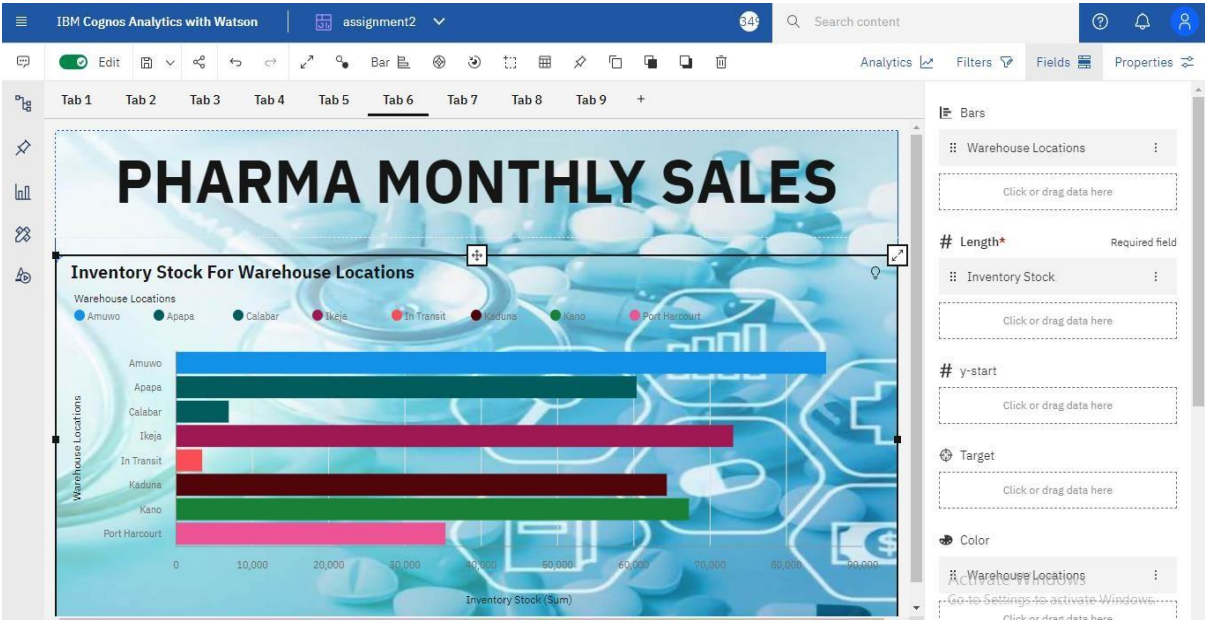 IBM Cognos Analytics with Watson
assignment2
Search content
Edit
Bar
Analytics
Filters
Fields
Properties
Tab 1 Tab 2 Tab 3 Tab 4 Tab 5 Tab 6 Tab 7 Tab 8 Tab 9 +
PHARMA MONTHLY SALES
Inventory Stock For Warehouse Locations
Warehouse Locations
Amuwo Apapa Calabar Ikeja In Transit Kaduna Kano Port Harcourt
Warehouse Locations
Amuwo
Apapa
Calabar
Ikeja
In Transit
Kaduna
Kano
Port Harcourt
0 10,000 20,000 30,000 40,000 50,000 60,000 70,000 80,000 90,000
Inventory Stock (Sum)
Bars
Warehouse Locations
Click or drag data here
# Length* Required field
Inventory Stock
Click or drag data here
# y-start
Click or drag data here
Target
Click or drag data here
Color
Warehouse Locations
Activate Windows
Go to Settings to activate Windows.
Click or drag data here